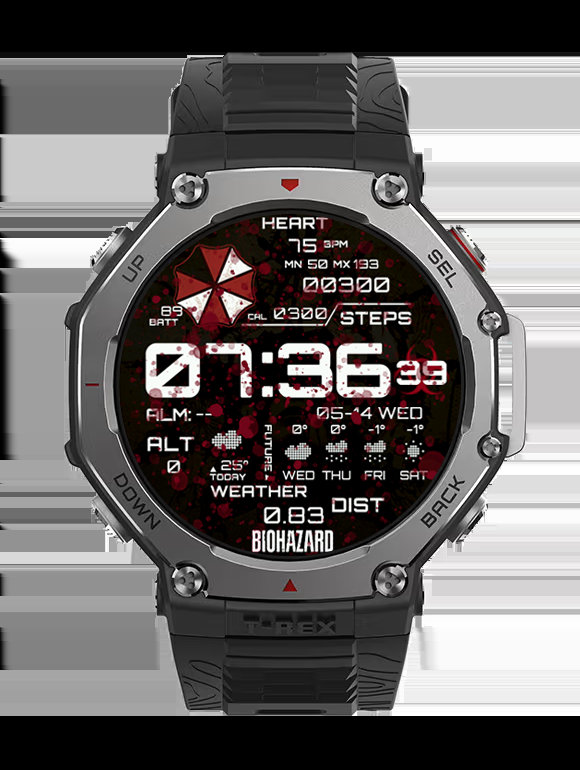 HEART
75 BPM
MN 50 MX 193
00300
89
BATT
CAL 0300/STEPS
07:36 39
ALM: -- 05-14 WED
ALT
0
25°
TODAY
FUTURE
0° 0° -1° -1°
WED THU FRI SAT
WEATHER
DIST
0.83
BIOHAZARD
UP
SEL
DOWN
BACK
T-REX